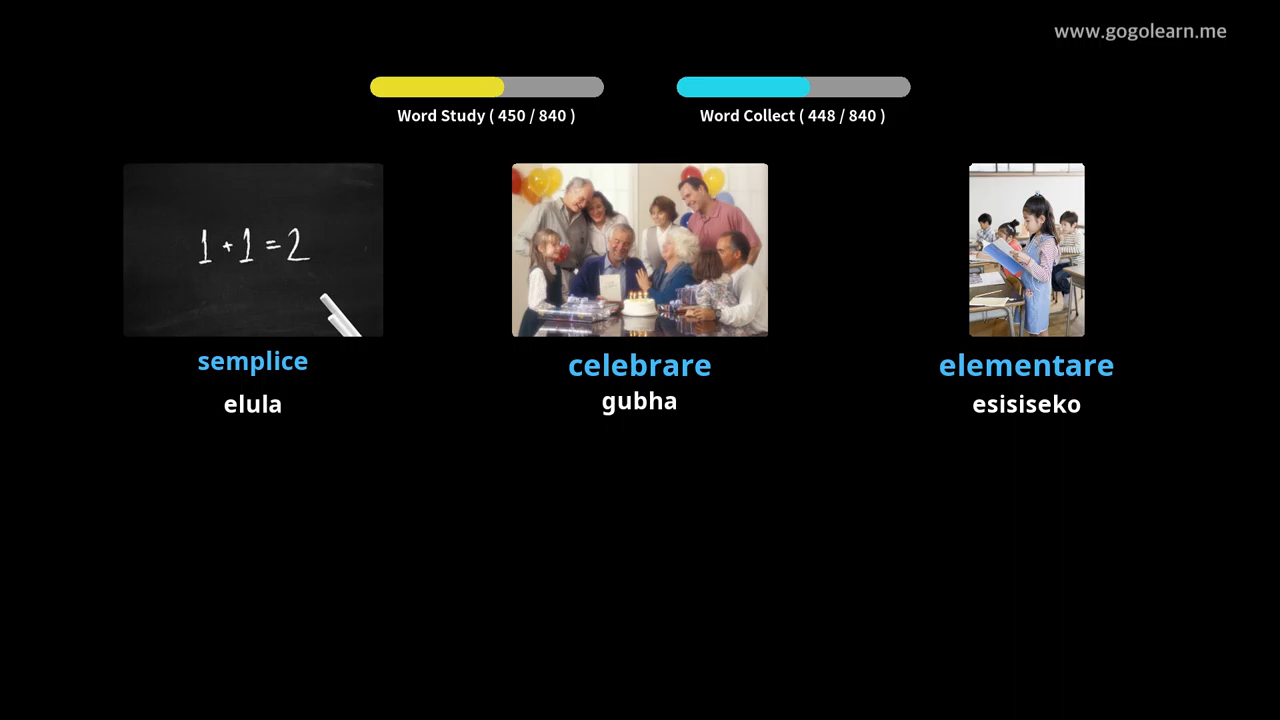 www.gogolearn.me
Word Study ( 450 / 840 )
Word Collect ( 448 / 840 )
1 + 1 = 2
semplice
elula
celebrare
gubha
elementare
esisiseko